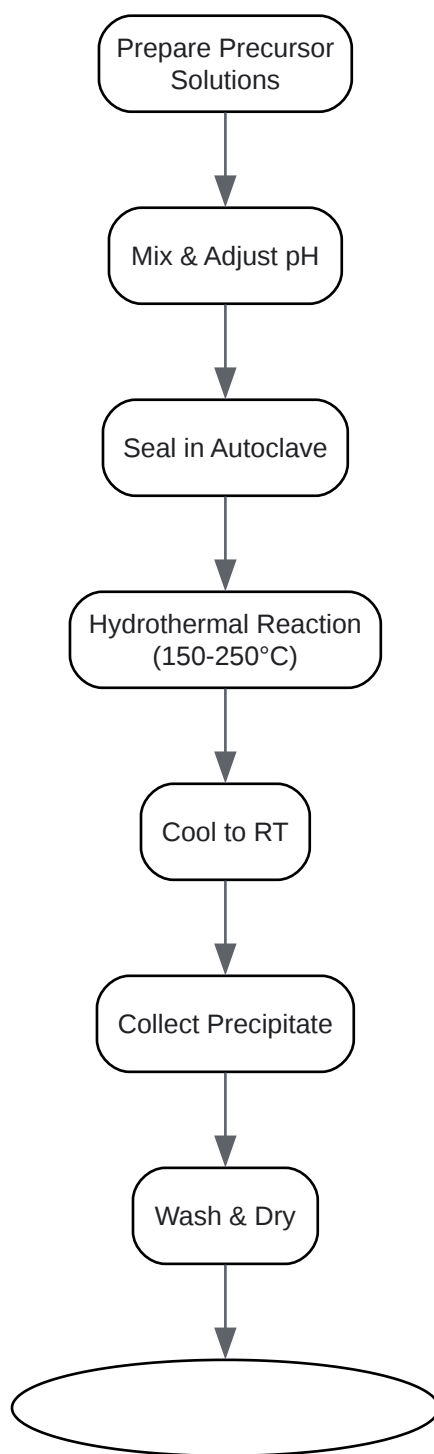 Prepare Precursor
Solutions
Mix & Adjust pH
Seal in Autoclave
Hydrothermal Reaction
(150-250°C)
Cool to RT
Collect Precipitate
Wash & Dry